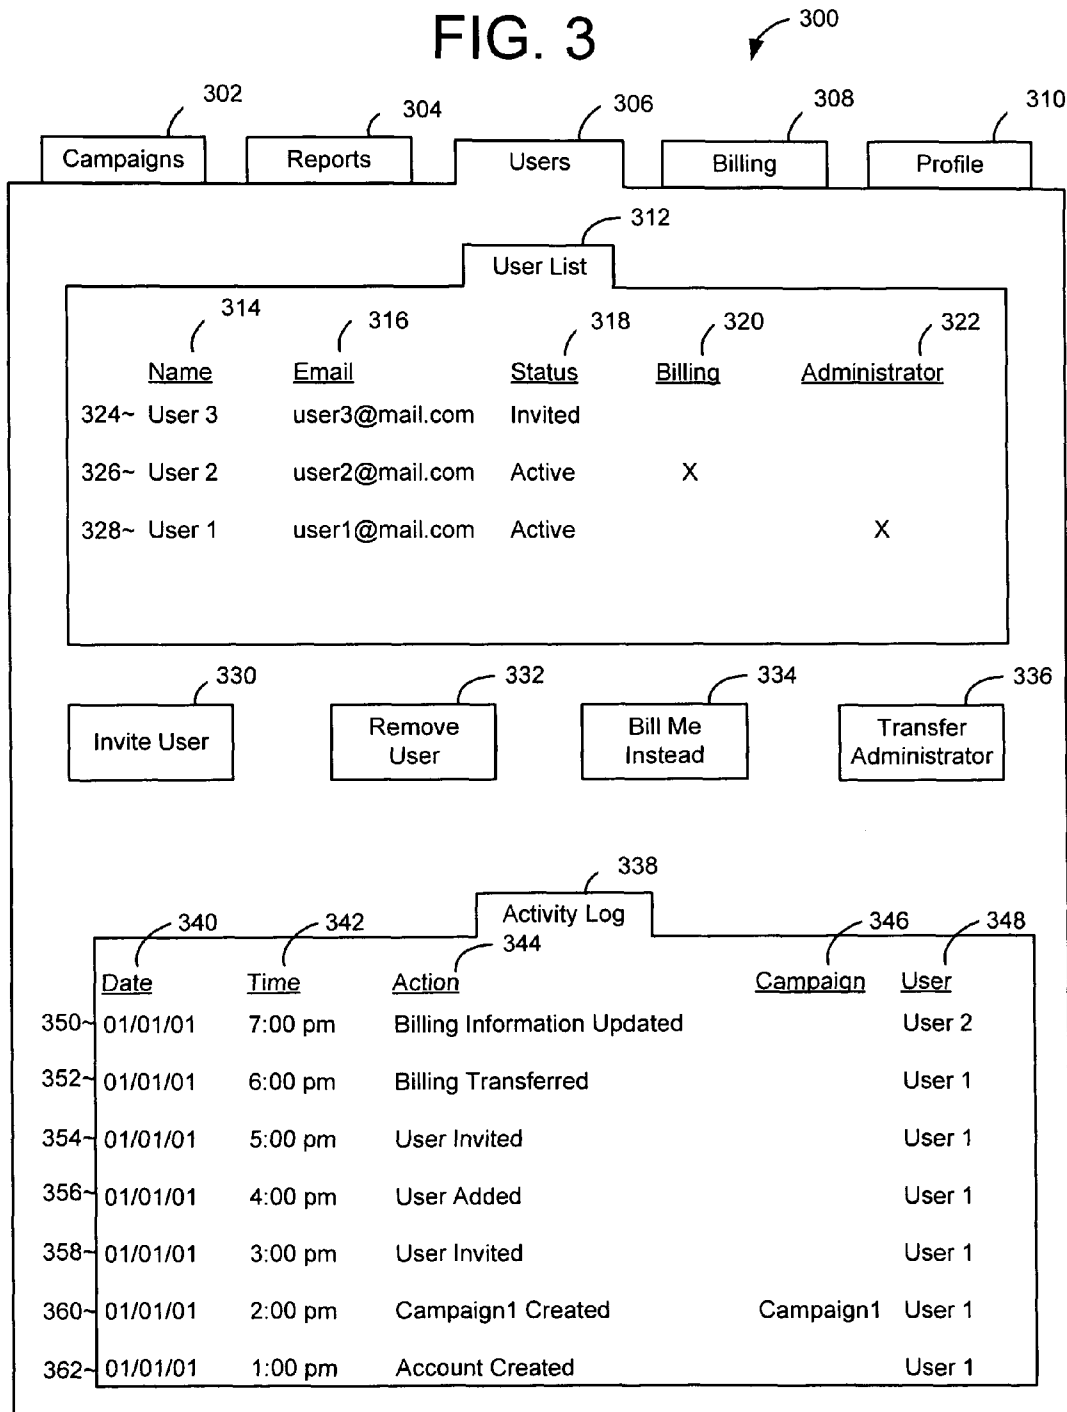 FIG. 3
300
302 304 306 308 310
Campaigns Reports Users Billing Profile
312
User List
314 316 318 320 322
Name Email Status Billing Administrator
324~ User 3 user3@mail.com Invited
326~ User 2 user2@mail.com Active X
328~ User 1 user1@mail.com Active X
330 332 334 336
Invite User Remove User Bill Me Instead Transfer Administrator
338
Activity Log
340 342 344 346 348
Date Time Action Campaign User
350~ 01/01/01 7:00 pm Billing Information Updated User 2
352~ 01/01/01 6:00 pm Billing Transferred User 1
354~ 01/01/01 5:00 pm User Invited User 1
356~ 01/01/01 4:00 pm User Added User 1
358~ 01/01/01 3:00 pm User Invited User 1
360~ 01/01/01 2:00 pm Campaign1 Created Campaign1 User 1
362~ 01/01/01 1:00 pm Account Created User 1